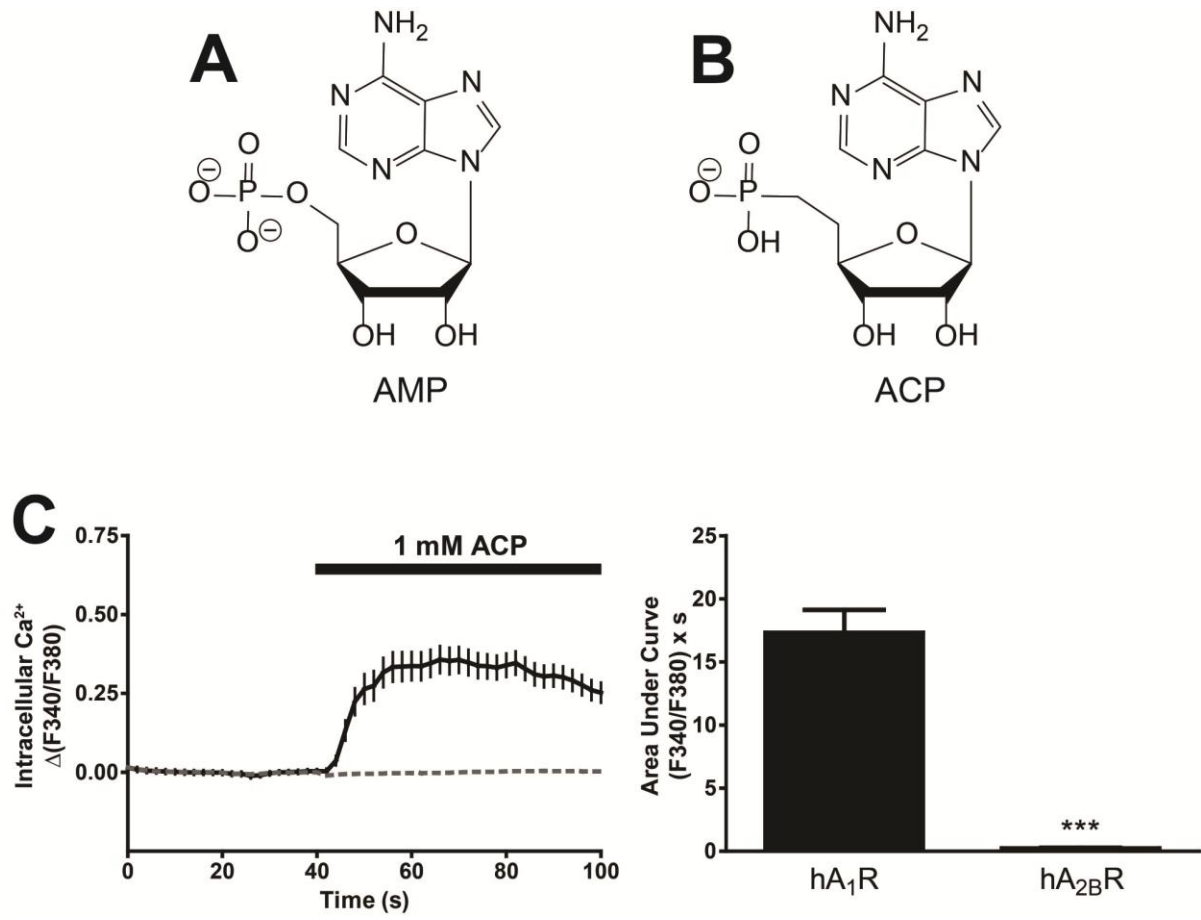 A
NH₂
N
N
N
N
O
⊖
O
P
O
O⊖
O
OH
OH
AMP
B
NH₂
N
N
N
N
O
⊖
O
P
OH
O
OH
OH
ACP
C
Intracellular Ca²⁺
Δ(F340/F380)
0.75
0.50
0.25
0.00
1 mM ACP
0
20
40
60
80
100
Time (s)
Area Under Curve
(F340/F380) x s
25
20
15
10
5
0
***
hA₁R
hA₂BR